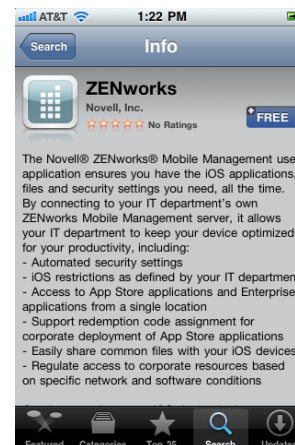 AT&T 1:22 PM
Search Info
ZENworks
Novell, Inc.
No Ratings
FREE
The Novell® ZENworks® Mobile Management use
application ensures you have the iOS applications,
files and security settings you need, all the time.
By connecting to your IT department's own
ZENworks Mobile Management server, it allows
your IT department to keep your device optimized
for your productivity, including:
- Automated security settings
- iOS restrictions as defined by your IT departmen
- Access to App Store applications and Enterprise
applications from a single location
- Support redemption code assignment for
corporate deployment of App Store applications
- Easily share common files with your iOS devices
- Regulate access to corporate resources based
on specific network and software conditions
Featured Categories Top 25 Search Updates